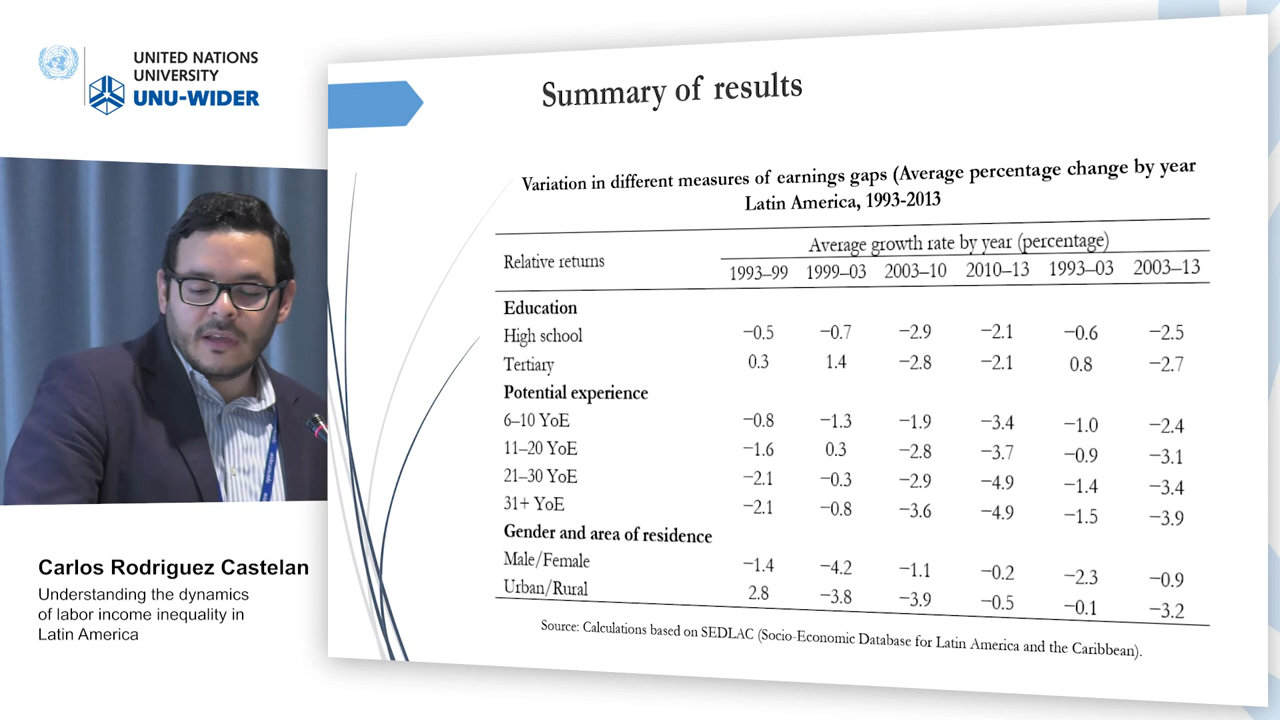 UNITED NATIONS
UNIVERSITY
UNU-WIDER
Carlos Rodriguez Castelan
Understanding the dynamics
of labor income inequality in
Latin America
Summary of results
Variation in different measures of earnings gaps (Average percentage change by year
Latin America, 1993-2013
Relative returns Average growth rate by year (percentage)
1993–99 1999–03 2003–10 2010–13 1993–03 2003–13
Education
High school −0.5 −0.7 −2.9 −2.1 −0.6 −2.5
Tertiary 0.3 1.4 −2.8 −2.1 0.8 −2.7
Potential experience
6–10 YoE −0.8 −1.3 −1.9 −3.4 −1.0 −2.4
11–20 YoE −1.6 0.3 −2.8 −3.7 −0.9 −3.1
21–30 YoE −2.1 −0.3 −2.9 −4.9 −1.4 −3.4
31+ YoE −2.1 −0.8 −3.6 −4.9 −1.5 −3.9
Gender and area of residence
Male/Female −1.4 −4.2 −1.1 −0.2 −2.3 −0.9
Urban/Rural 2.8 −3.8 −3.9 −0.5 −0.1 −3.2
Source: Calculations based on SEDLAC (Socio-Economic Database for Latin America and the Caribbean).